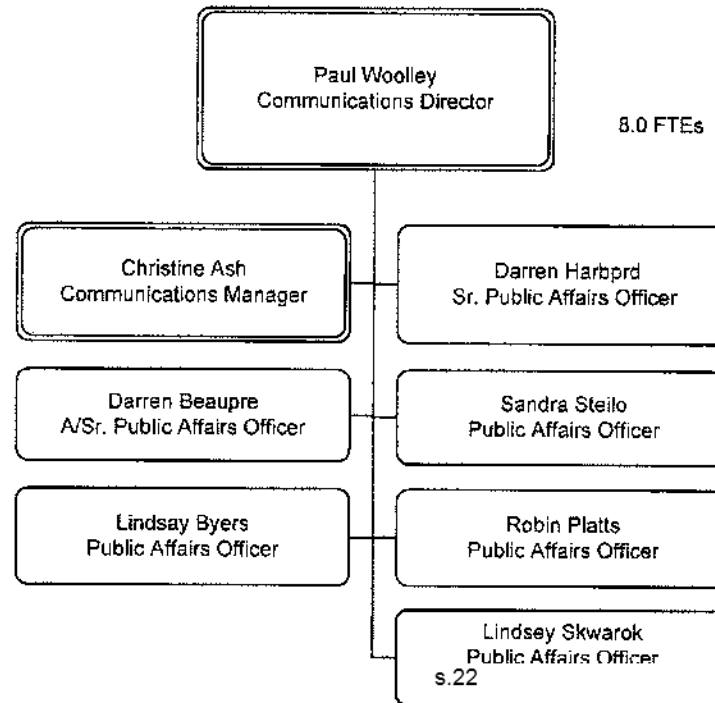 Paul Woolley
Communications Director
8.0 FTEs
Christine Ash
Communications Manager
Darren Harbprd
Sr. Public Affairs Officer
Darren Beaupre
A/Sr. Public Affairs Officer
Sandra Steilo
Public Affairs Officer
Lindsay Byers
Public Affairs Officer
Robin Platts
Public Affairs Officer
Lindsey Skwarok
Public Affairs Officer
s.22